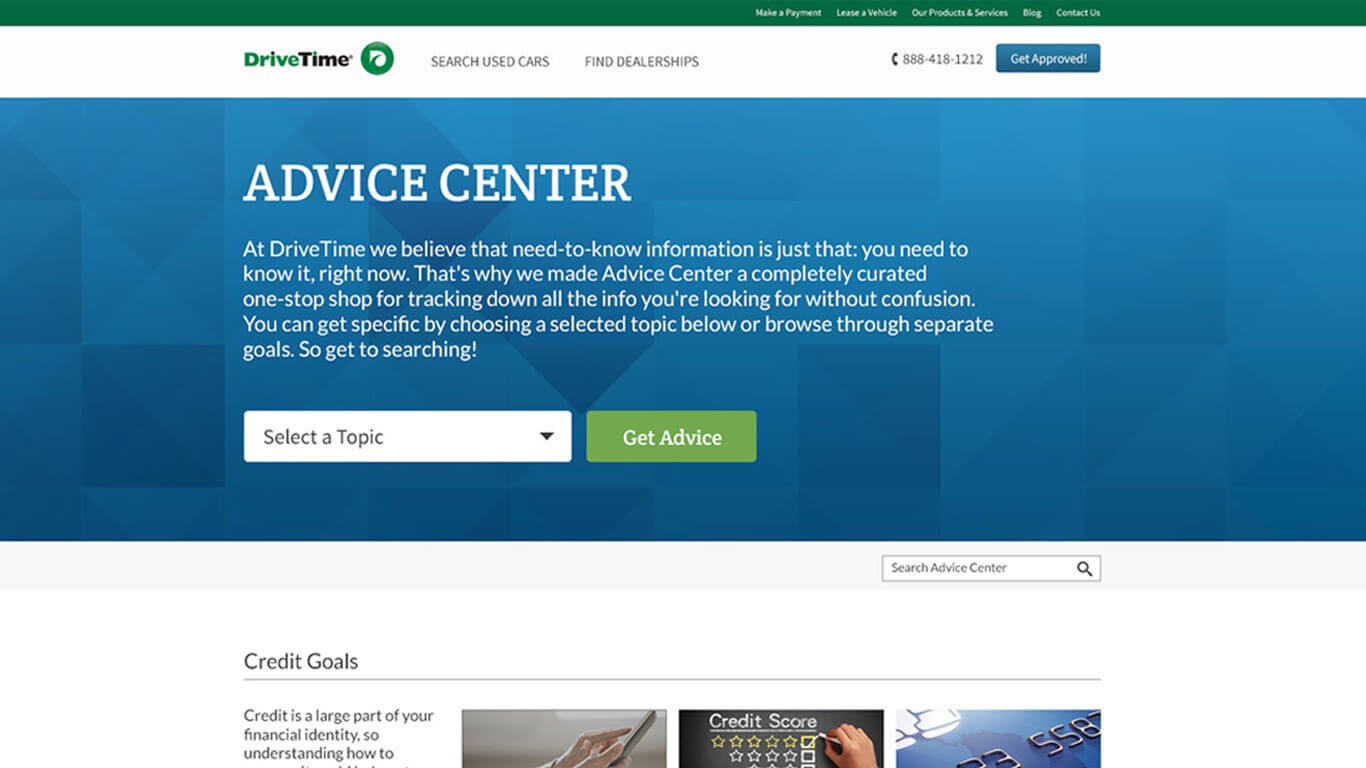 Make a Payment Lease a Vehicle Our Products & Services Blog Contact Us
DriveTime SEARCH USED CARS FIND DEALERSHIPS 888-418-1212 Get Approved!
ADVICE CENTER
At DriveTime we believe that need-to-know information is just that: you need to
know it, right now. That's why we made Advice Center a completely curated
one-stop shop for tracking down all the info you're looking for without confusion.
You can get specific by choosing a selected topic below or browse through separate
goals. So get to searching!
Select a Topic Get Advice
Search Advice Center
Credit Goals
Credit is a large part of your
financial identity, so
understanding how to
Credit Score